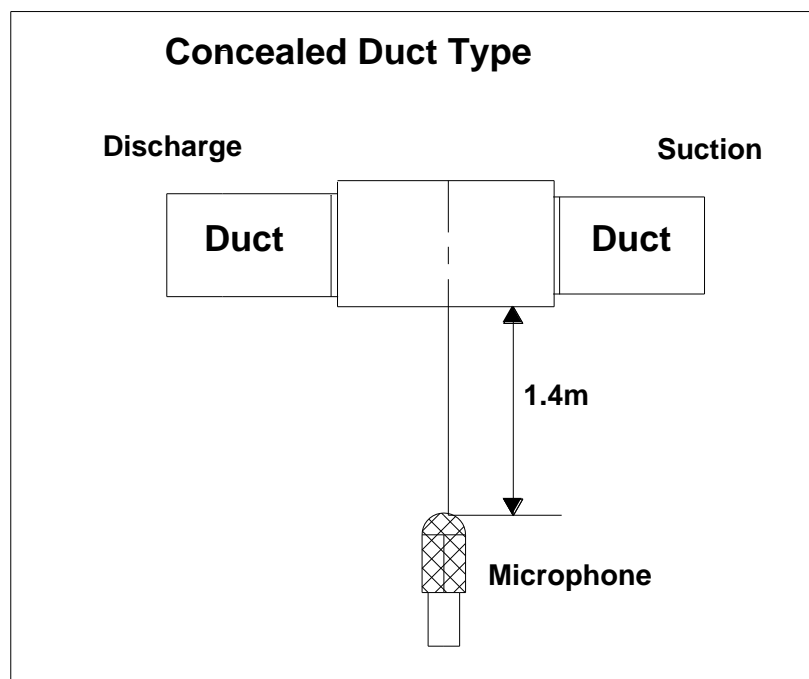 Concealed Duct Type
Discharge
Suction
Duct
Duct
1.4m
Microphone